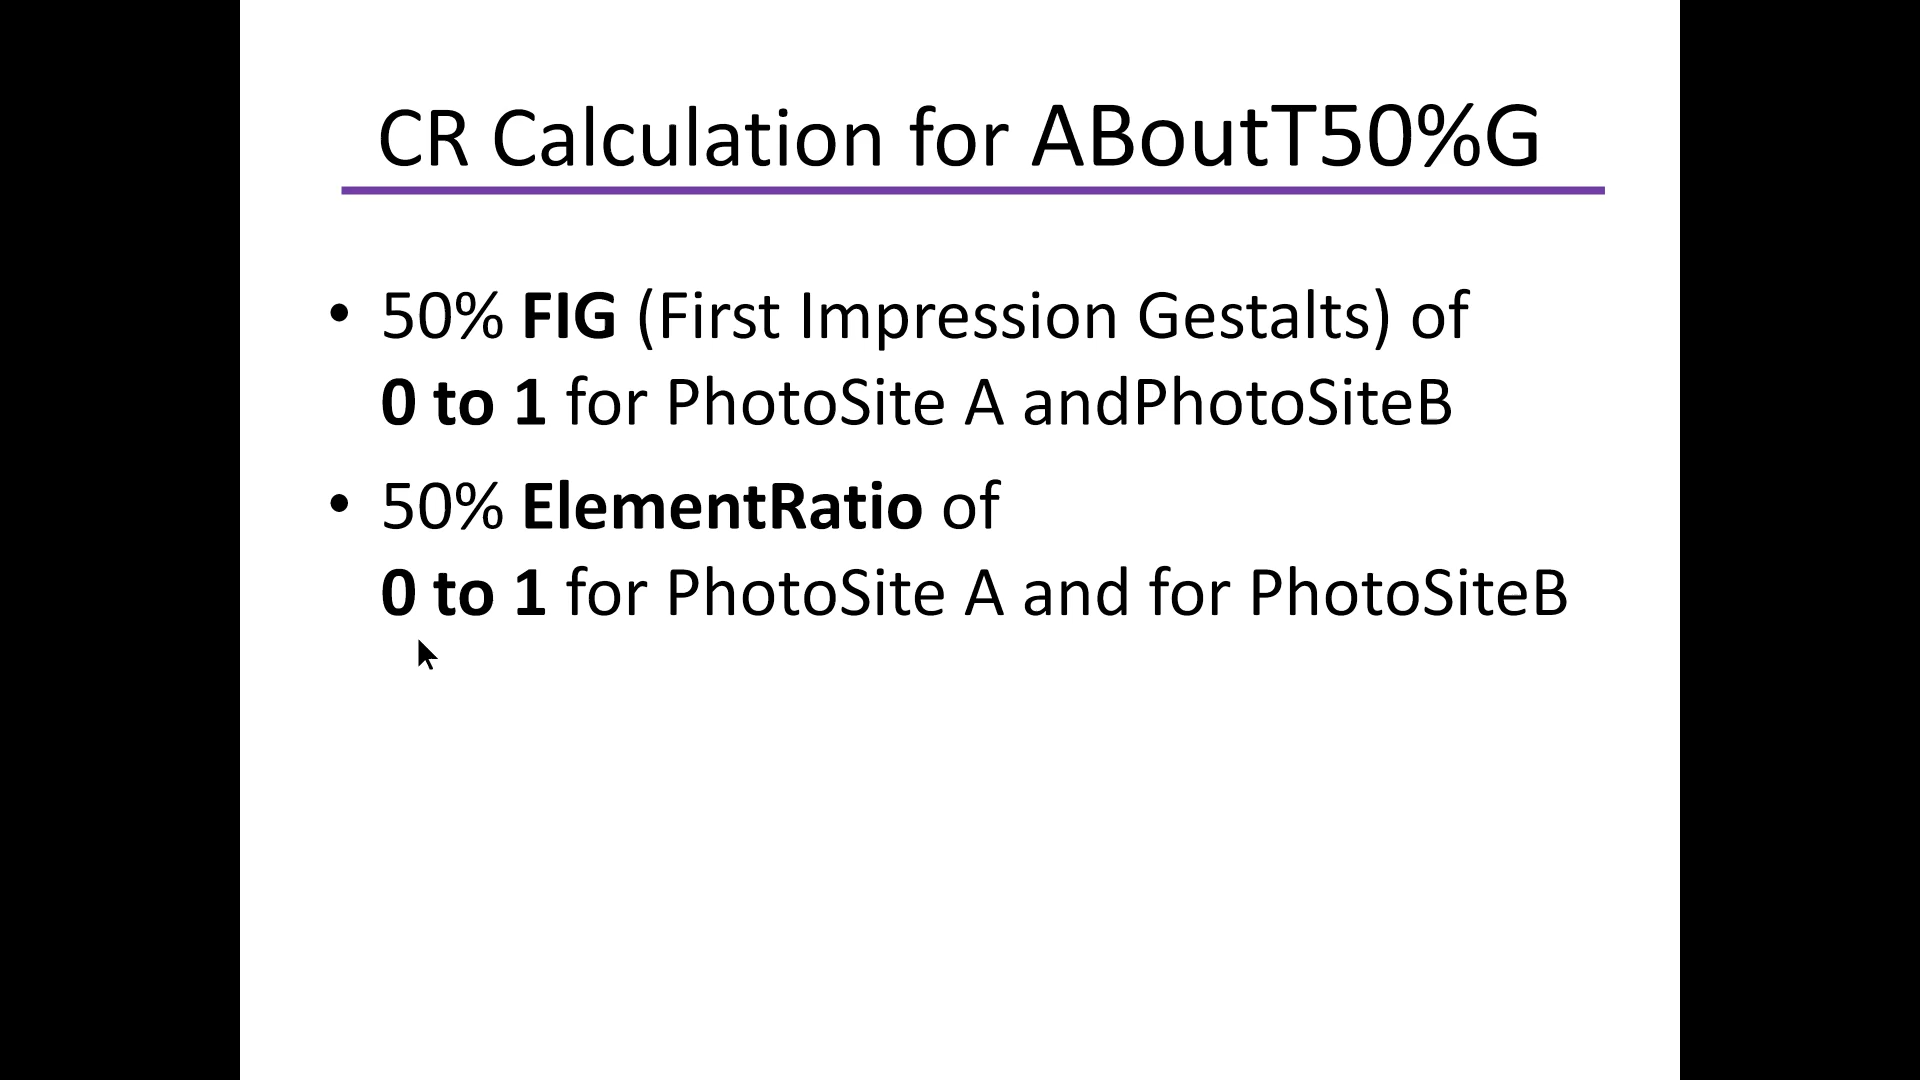 CR Calculation for ABoutT50%G
• 50% FIG (First Impression Gestalts) of
0 to 1 for PhotoSite A andPhotoSiteB
• 50% ElementRatio of
0 to 1 for PhotoSite A and for PhotoSiteB